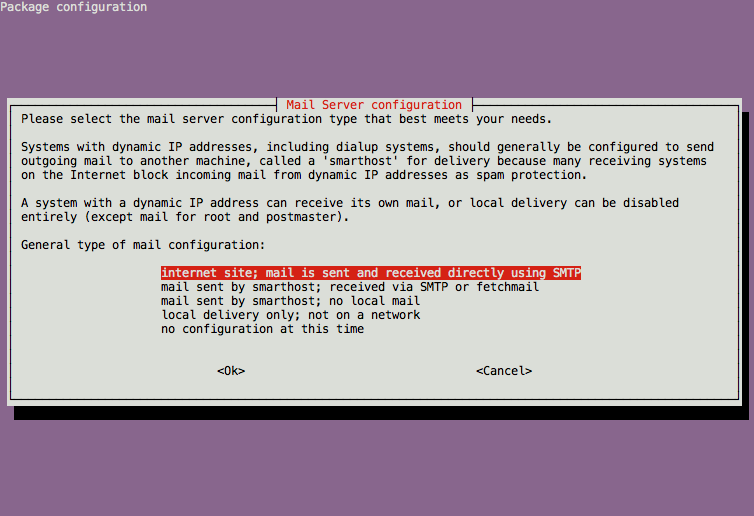 Package configuration
Mail Server configuration
Please select the mail server configuration type that best meets your needs.
Systems with dynamic IP addresses, including dialup systems, should generally be configured to send
outgoing mail to another machine, called a 'smarthost' for delivery because many receiving systems
on the Internet block incoming mail from dynamic IP addresses as spam protection.
A system with a dynamic IP address can receive its own mail, or local delivery can be disabled
entirely (except mail for root and postmaster).
General type of mail configuration:
internet site; mail is sent and received directly using SMTP
mail sent by smarthost; received via SMTP or fetchmail
mail sent by smarthost; no local mail
local delivery only; not on a network
no configuration at this time
<Ok> <Cancel>